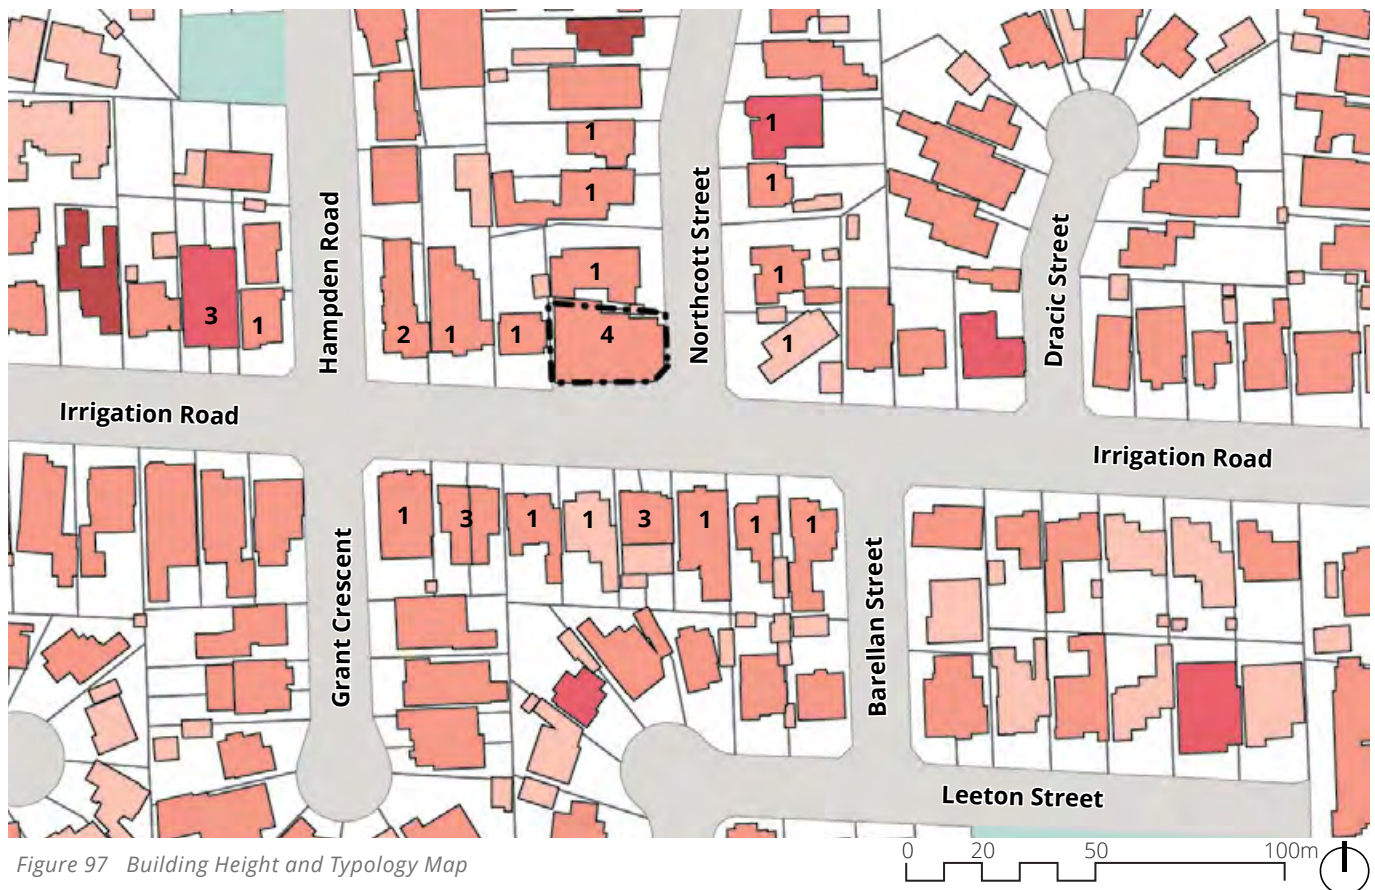 1
1
1
1
Hampden Road
Northcott Street
Dracic Street
1
1
3
1
2
1
1
4
1
Irrigation Road
Irrigation Road
1
3
1
1
3
1
1
1
Grant Crescent
Barellan Street
Leeton Street
Figure 97 Building Height and Typology Map
0 20 50 100m